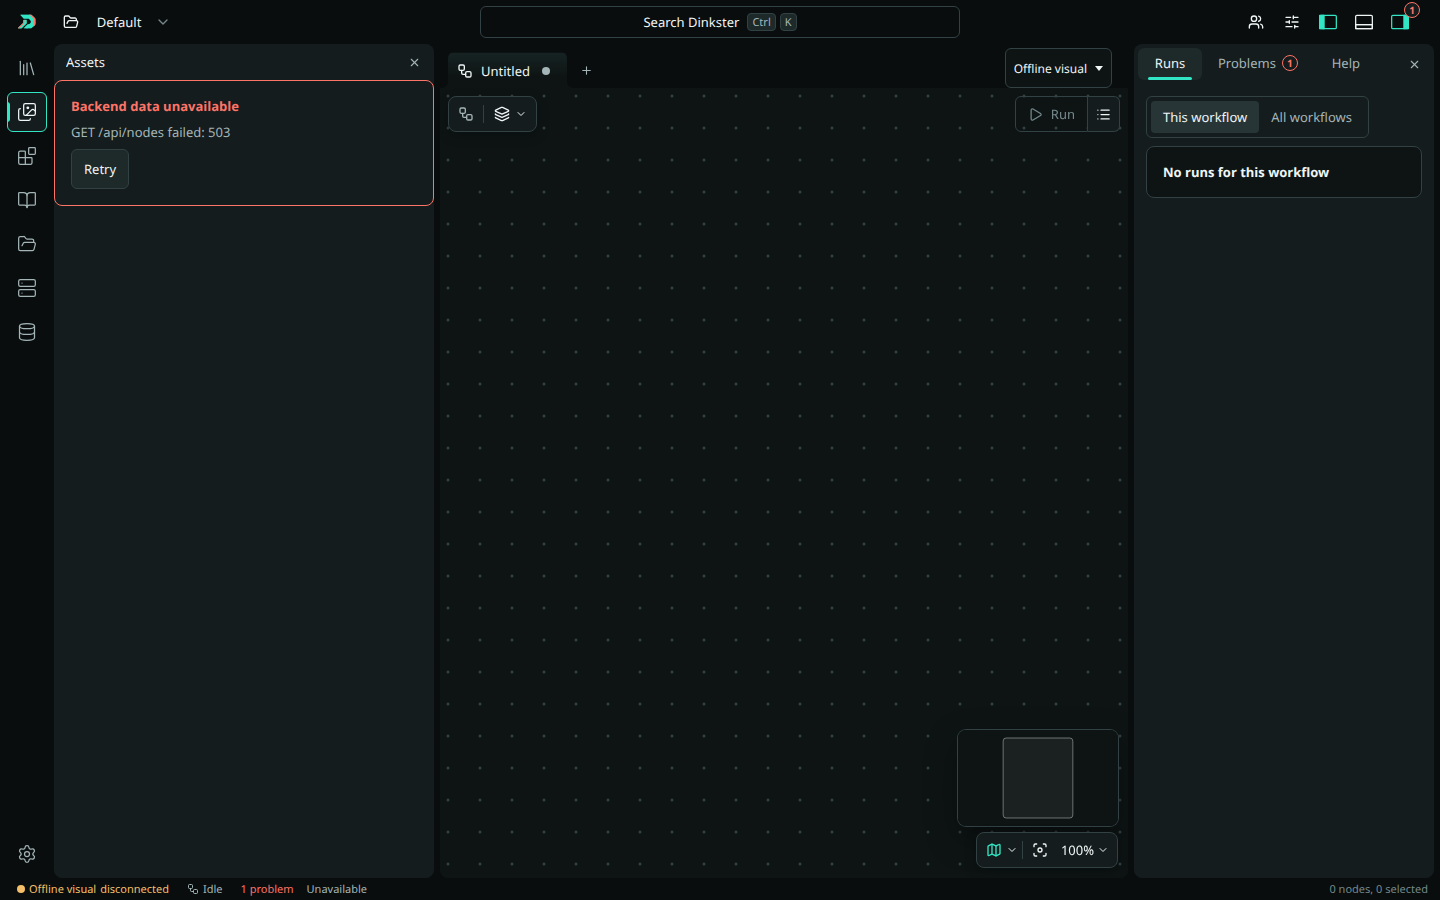 Default
Search Dinkster Ctrl K
1
Assets
Backend data unavailable
GET /api/nodes failed: 503
Retry
Untitled
Offline visual
Run
100%
Runs
Problems 1
Help
This workflow
All workflows
No runs for this workflow
Offline visual disconnected
Idle
1 problem
Unavailable
0 nodes, 0 selected